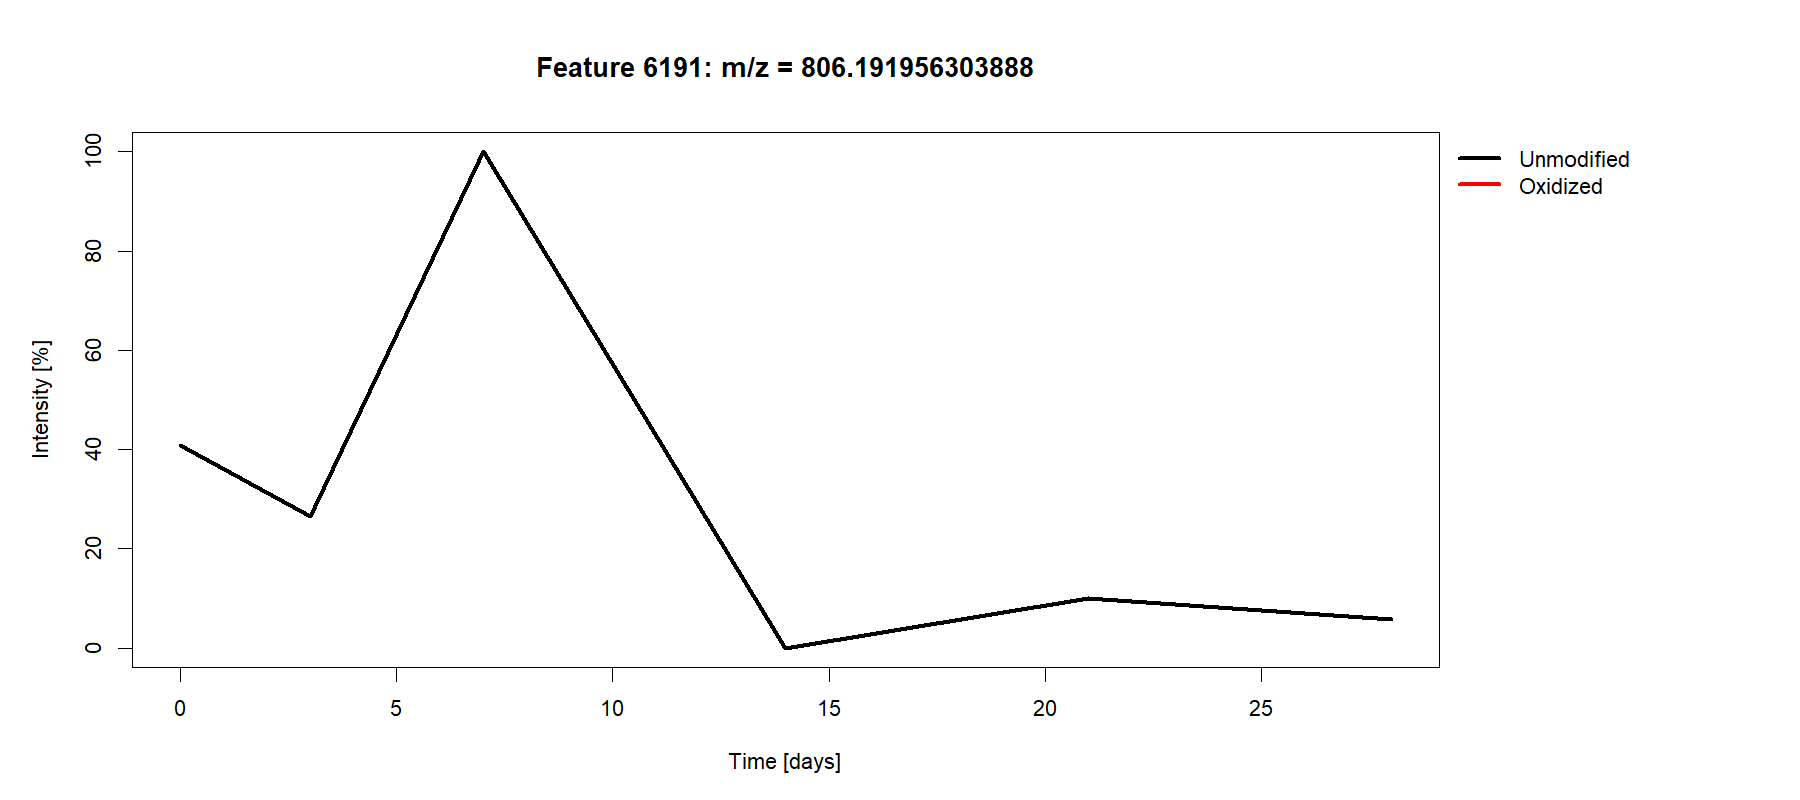 Feature 6191: m/z = 806.191956303888
Unmodified
Oxidized
Intensity [%]
100
80
60
40
20
0
0 5 10 15 20 25
Time [days]